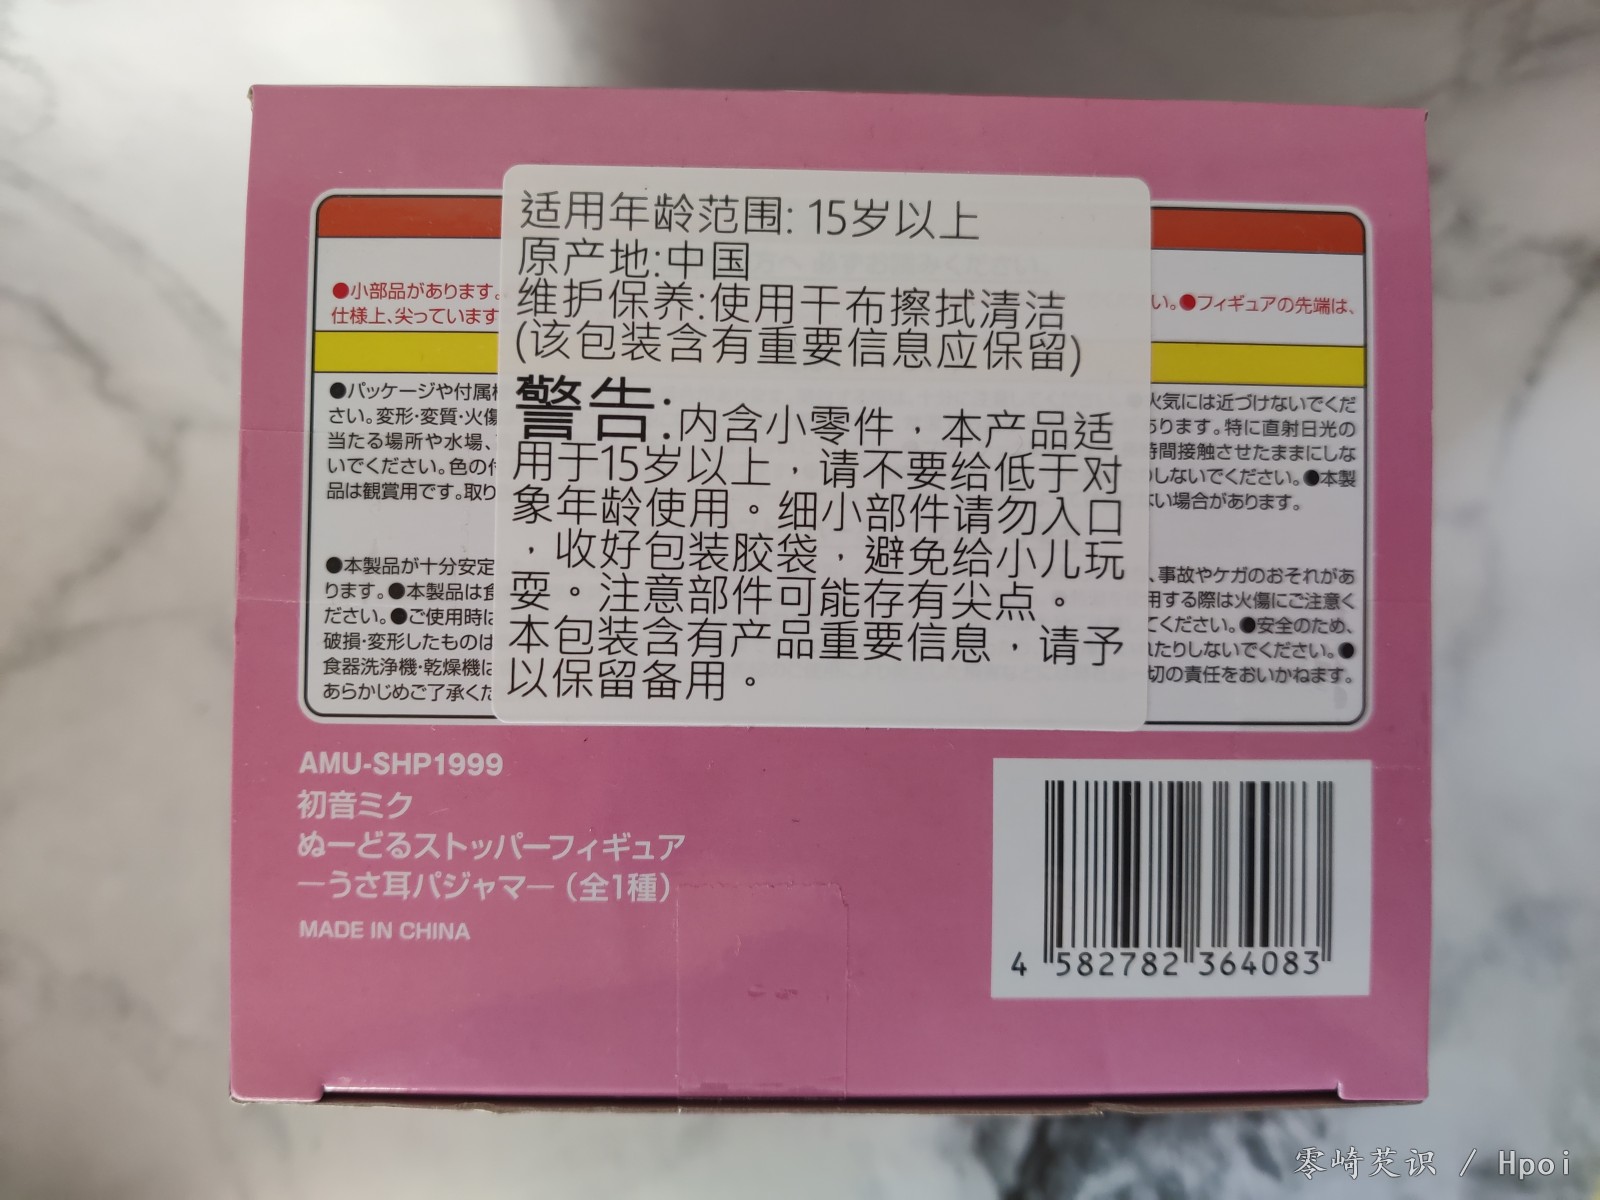 适用年龄范围: 15岁以上
原产地:中国
维护保养:使用干布擦拭清洁
(该包装含有重要信息应保留)
警告:内含小零件，本产品适
用于15岁以上，请不要给低于对
象年龄使用。细小部件请勿入口
，收好包装胶袋，避免给小儿玩
耍。注意部件可能存有尖点。
本包装含有产品重要信息，请予
以保留备用。
●小部品があります。
仕様上、尖っています
●パッケージや付属
さい。変形・変質・火傷
当たる場所や水場、
いでください。色の
品は観賞用です。取り
●本製品が十分安定
ります。●本製品は食
ださい。●ご使用時に
破損・変形したものは
食器洗浄機・乾燥機は
あらかじめご了承くだ
い。●フィギュアの先端は、
火気には近づけないでくだ
あります。特に直射日光の
時間接触させたままにしな
しないでください。●本製
ない場合があります。
、事故やケガのおそれがあ
用する際は火傷にご注意く
てください。●安全のため、
れたりしないでください。●
切の責任をおいかねます。
AMU-SHP1999
初音ミク
ぬーどるストッパーフィギュア
―うさ耳パジャマ―（全1種）
MADE IN CHINA
4 582782 364083
零崎芡识 / Hpoi